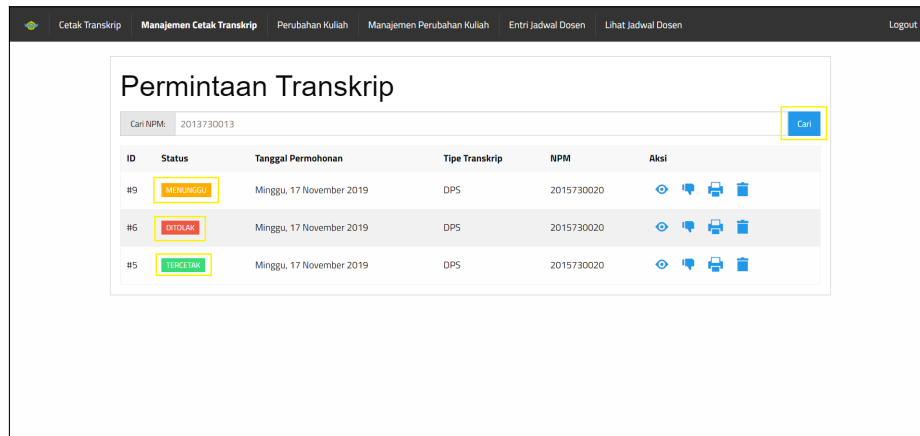 Cetak Transkrip Manajemen Cetak Transkrip Perubahan Kuliah Manajemen Perubahan Kuliah Entri Jadwal Dosen Lihat Jadwal Dosen Logout
Permintaan Transkrip
Cari NPM: 2013730013 Cari
ID Status Tanggal Permohonan Tipe Transkrip NPM Aksi
#9 MENUNGGU Minggu, 17 November 2019 DPS 2015730020
#6 DITOLAK Minggu, 17 November 2019 DPS 2015730020
#5 TERCETAK Minggu, 17 November 2019 DPS 2015730020